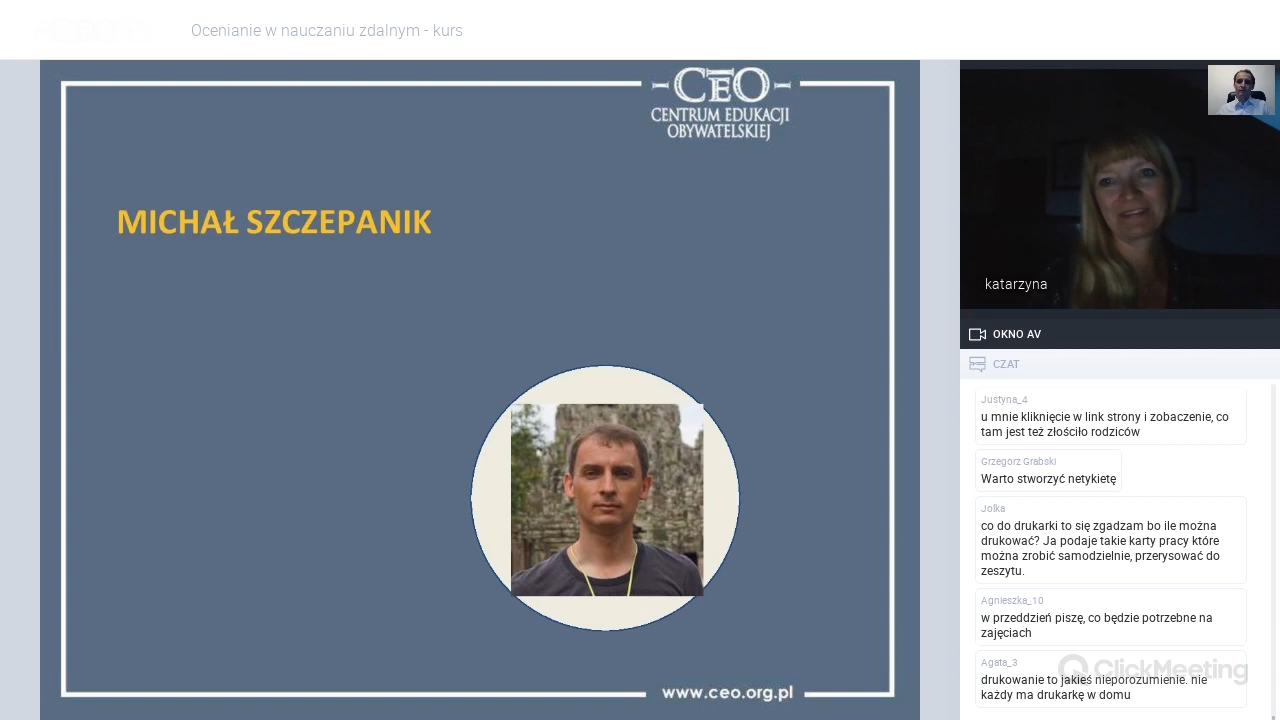 Ocenianie w nauczaniu zdalnym - kurs
CEO
CENTRUM EDUKACJI
OBYWATELSKIEJ
MICHAŁ SZCZEPANIK
www.ceo.org.pl
katarzyna
OKNO AV
CZAT
Justyna_4
u mnie kliknięcie w link strony i zobaczenie, co
tam jest też złościło rodziców
Grzegorz Grabski
Warto stworzyć netykietę
Jolka
co do drukarki to się zgadzam bo ile można
drukować? Ja podaje takie karty pracy które
można zrobić samodzielnie, przerysować do
zeszytu.
Agnieszka_10
w przeddzień piszę, co będzie potrzebne na
zajęciach
Agata_3
drukowanie to jakieś nieporozumienie. nie
każdy ma drukarkę w domu
ClickMeeting